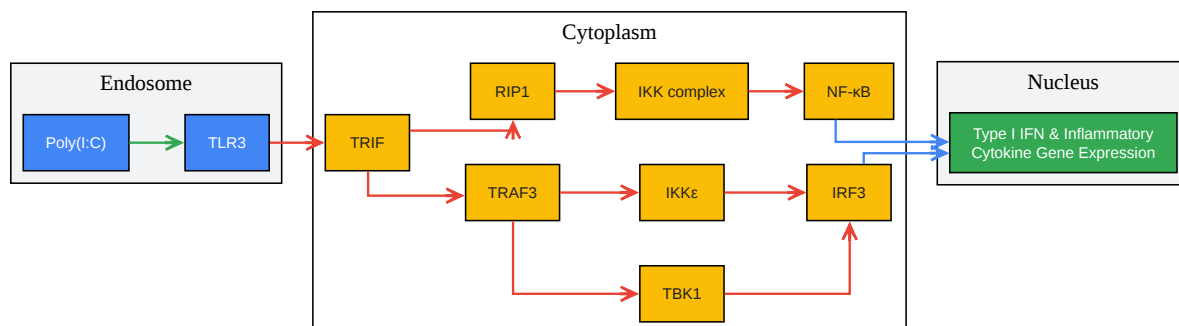 Endosome
Poly(I:C)
TLR3
Cytoplasm
TRIF
RIP1
IKK complex
NF-κB
TRAF3
IKKε
IRF3
TBK1
Nucleus
Type I IFN & Inflammatory
Cytokine Gene Expression